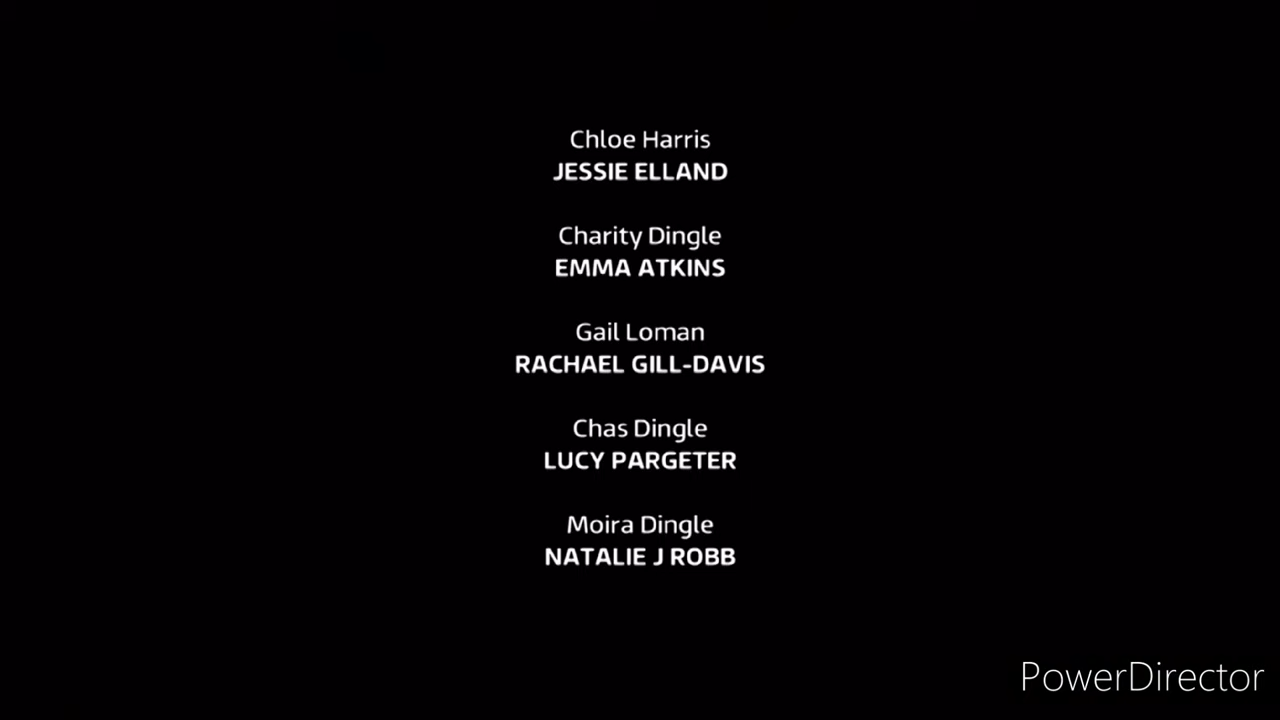 Chloe Harris
JESSIE ELLAND
Charity Dingle
EMMA ATKINS
Gail Loman
RACHAEL GILL-DAVIS
Chas Dingle
LUCY PARGETER
Moira Dingle
NATALIE J ROBB
PowerDirector